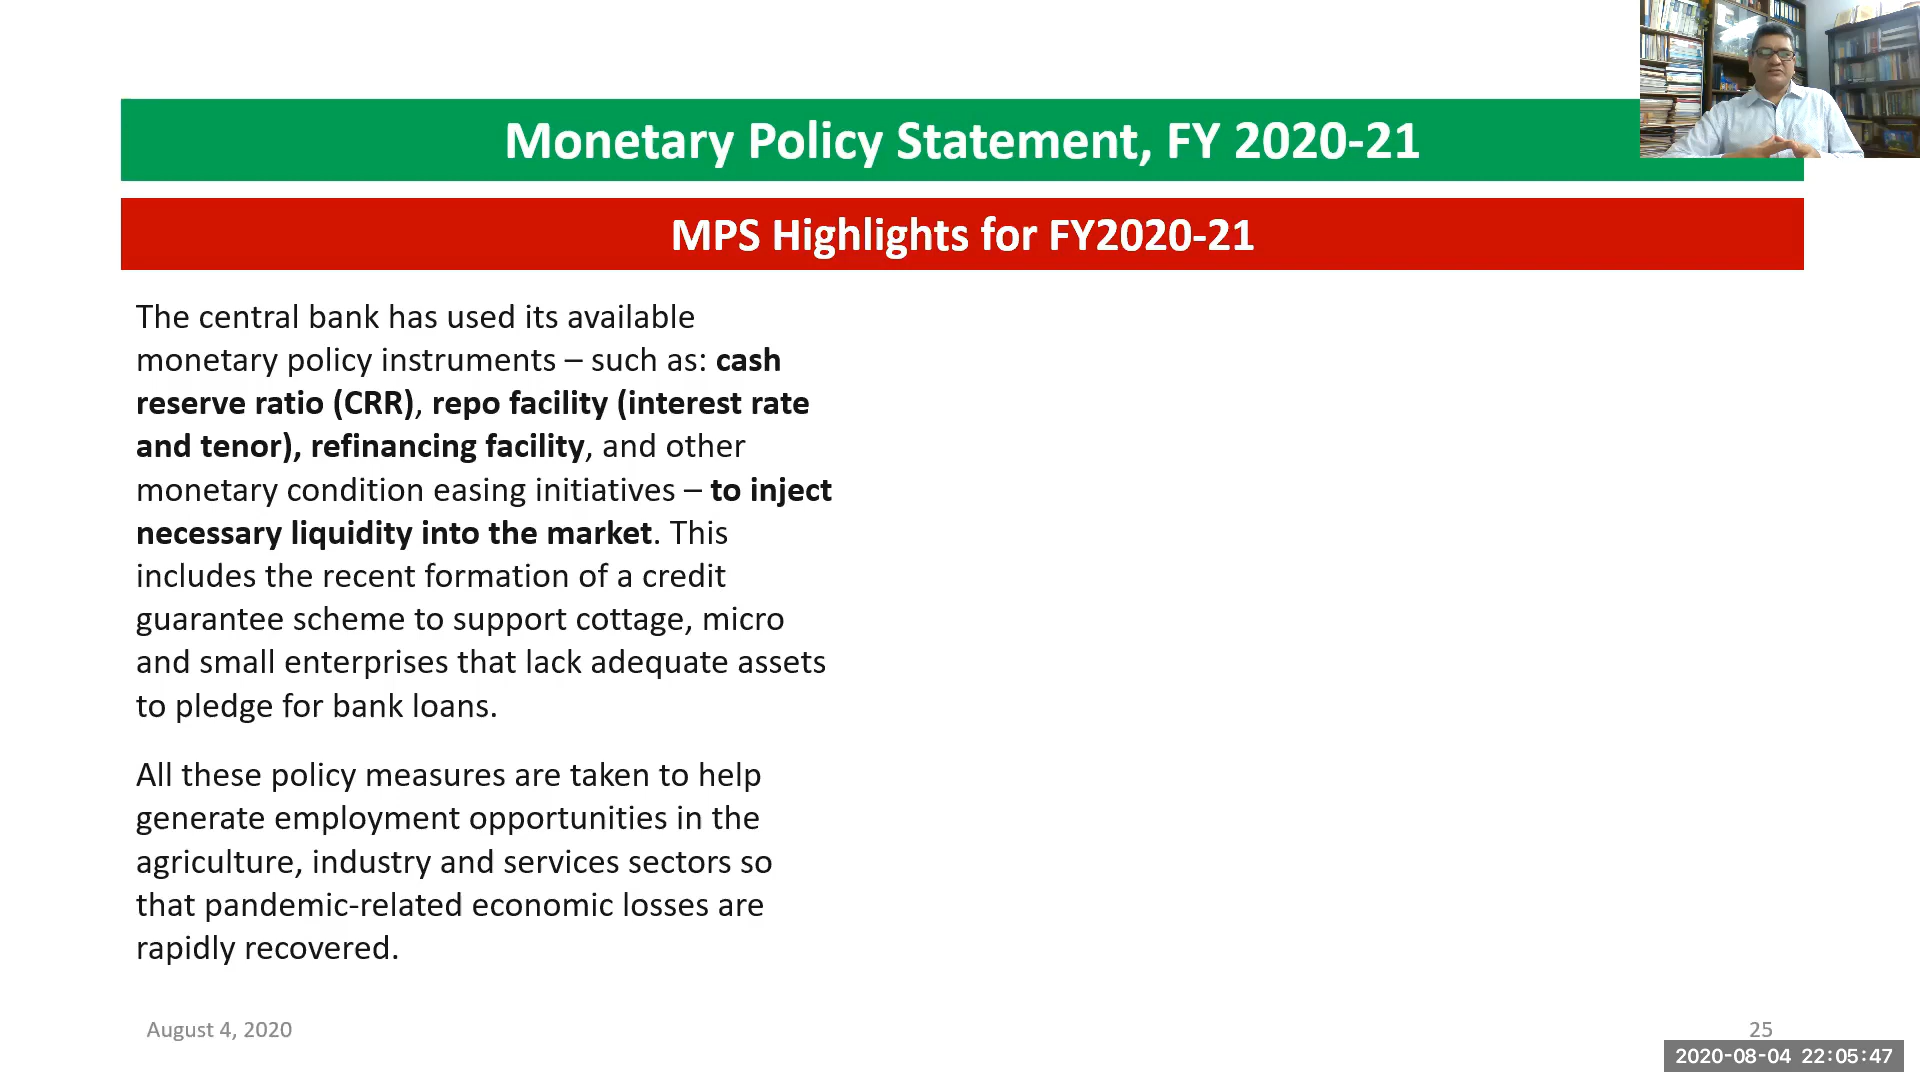 Monetary Policy Statement, FY 2020-21
MPS Highlights for FY2020-21
The central bank has used its available
monetary policy instruments – such as: cash
reserve ratio (CRR), repo facility (interest rate
and tenor), refinancing facility, and other
monetary condition easing initiatives – to inject
necessary liquidity into the market. This
includes the recent formation of a credit
guarantee scheme to support cottage, micro
and small enterprises that lack adequate assets
to pledge for bank loans.
All these policy measures are taken to help
generate employment opportunities in the
agriculture, industry and services sectors so
that pandemic-related economic losses are
rapidly recovered.
August 4, 2020
25
2020-08-04 22:05:47